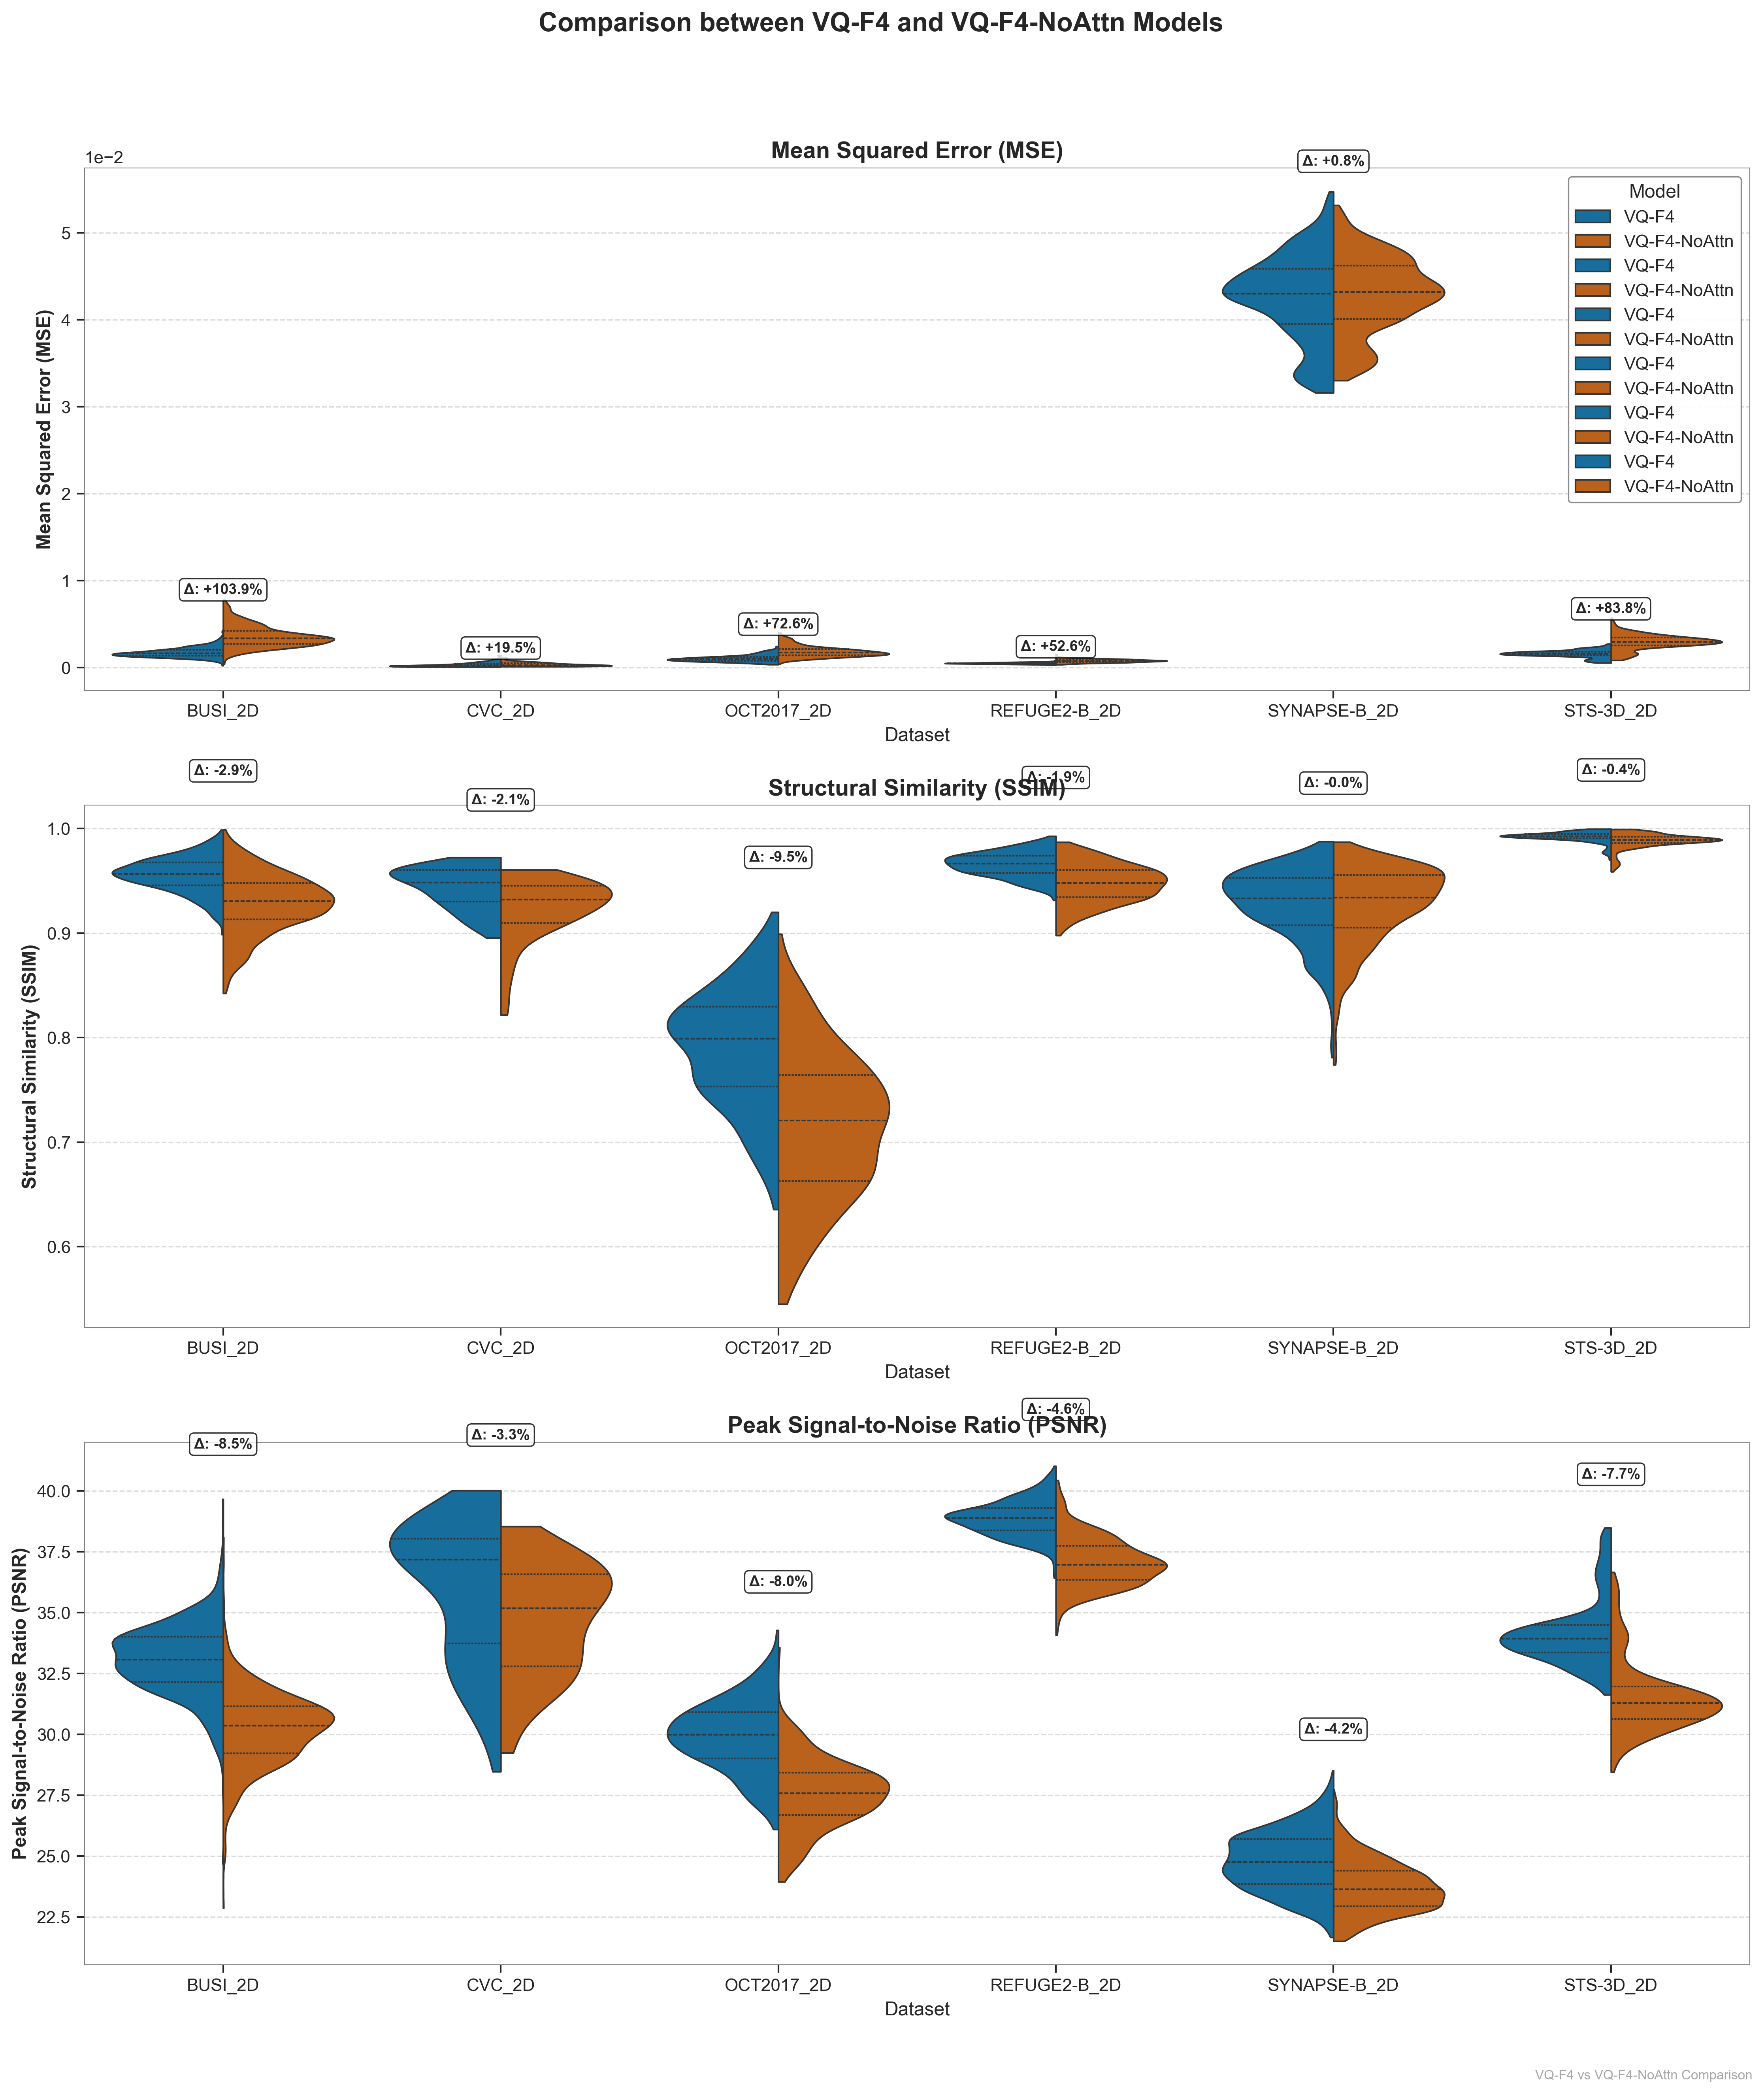 Comparison between VQ-F4 and VQ-F4-NoAttn Models
Mean Squared Error (MSE)
1e−2
Mean Squared Error (MSE)
5
4
3
2
1
0
Δ: +103.9%
Δ: +19.5%
Δ: +72.6%
Δ: +52.6%
Δ: +0.8%
Δ: +83.8%
Model
VQ-F4
VQ-F4-NoAttn
VQ-F4
VQ-F4-NoAttn
VQ-F4
VQ-F4-NoAttn
VQ-F4
VQ-F4-NoAttn
VQ-F4
VQ-F4-NoAttn
VQ-F4
VQ-F4-NoAttn
BUSI_2D CVC_2D OCT2017_2D REFUGE2-B_2D SYNAPSE-B_2D STS-3D_2D
Dataset
Structural Similarity (SSIM)
Structural Similarity (SSIM)
1.0
0.9
0.8
0.7
0.6
Δ: -2.9%
Δ: -2.1%
Δ: -9.5%
Δ: -1.9%
Δ: -0.0%
Δ: -0.4%
BUSI_2D CVC_2D OCT2017_2D REFUGE2-B_2D SYNAPSE-B_2D STS-3D_2D
Dataset
Peak Signal-to-Noise Ratio (PSNR)
Peak Signal-to-Noise Ratio (PSNR)
40.0
37.5
35.0
32.5
30.0
27.5
25.0
22.5
Δ: -8.5%
Δ: -3.3%
Δ: -8.0%
Δ: -4.6%
Δ: -4.2%
Δ: -7.7%
BUSI_2D CVC_2D OCT2017_2D REFUGE2-B_2D SYNAPSE-B_2D STS-3D_2D
Dataset
VQ-F4 vs VQ-F4-NoAttn Comparison